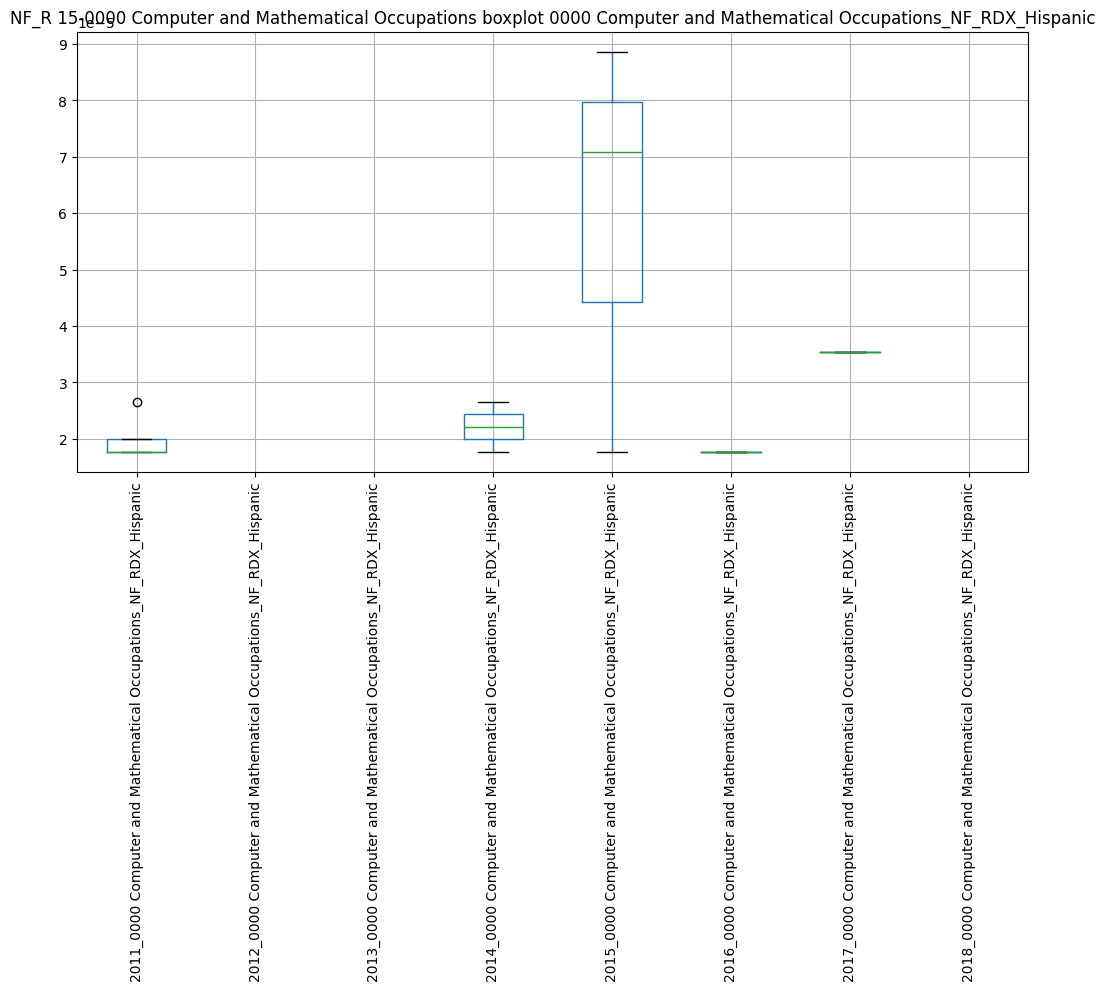 NF_R 15-0000 Computer and Mathematical Occupations boxplot 0000 Computer and Mathematical Occupations_NF_RDX_Hispanic
1e−5
9
8
7
6
5
4
3
2
2011_0000 Computer and Mathematical Occupations_NF_RDX_Hispanic
2012_0000 Computer and Mathematical Occupations_NF_RDX_Hispanic
2013_0000 Computer and Mathematical Occupations_NF_RDX_Hispanic
2014_0000 Computer and Mathematical Occupations_NF_RDX_Hispanic
2015_0000 Computer and Mathematical Occupations_NF_RDX_Hispanic
2016_0000 Computer and Mathematical Occupations_NF_RDX_Hispanic
2017_0000 Computer and Mathematical Occupations_NF_RDX_Hispanic
2018_0000 Computer and Mathematical Occupations_NF_RDX_Hispanic